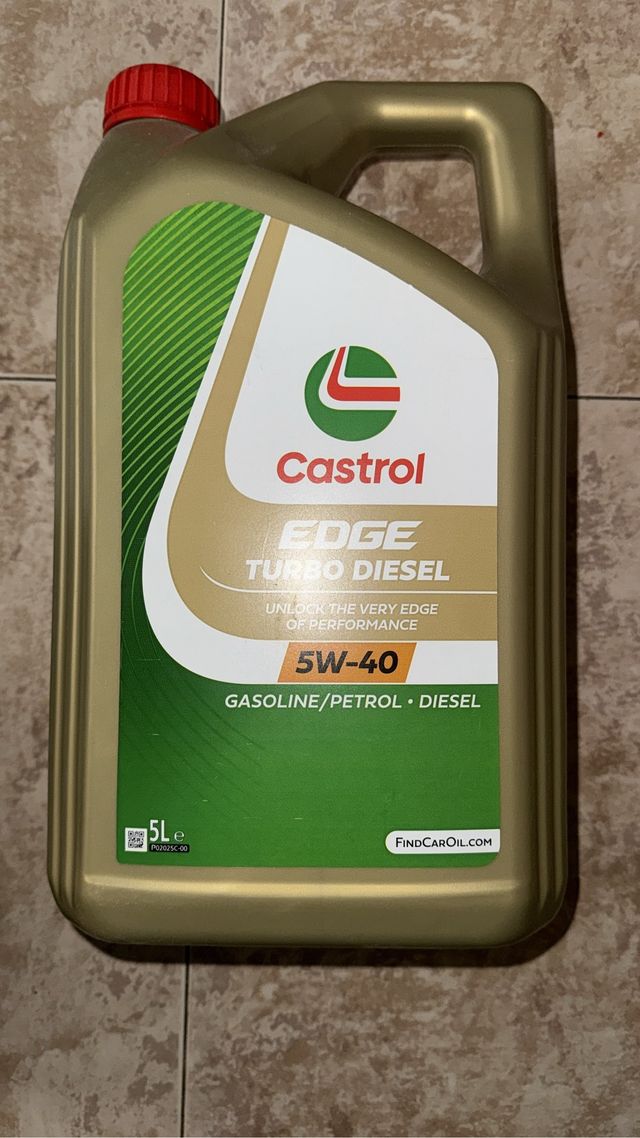 Castrol
EDGE
TURBO DIESEL
UNLOCK THE VERY EDGE
OF PERFORMANCE
5W-40
GASOLINE/PETROL • DIESEL
5L e
P02025C-00
FINDCAROIL.COM